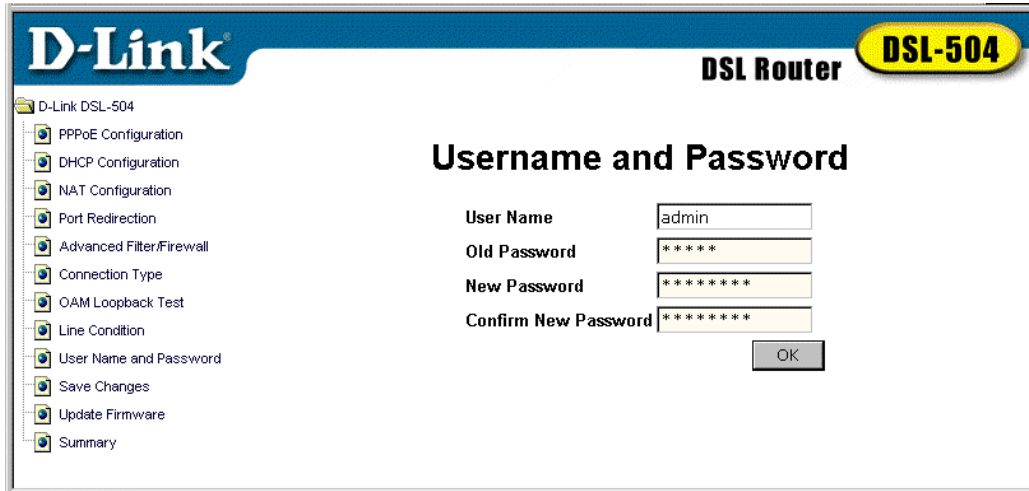 D-Link®
DSL Router
DSL-504
D-Link DSL-504
PPPoE Configuration
DHCP Configuration
NAT Configuration
Port Redirection
Advanced Filter/Firewall
Connection Type
OAM Loopback Test
Line Condition
User Name and Password
Save Changes
Update Firmware
Summary
Username and Password
User Name admin
Old Password *****
New Password ********
Confirm New Password ********
OK